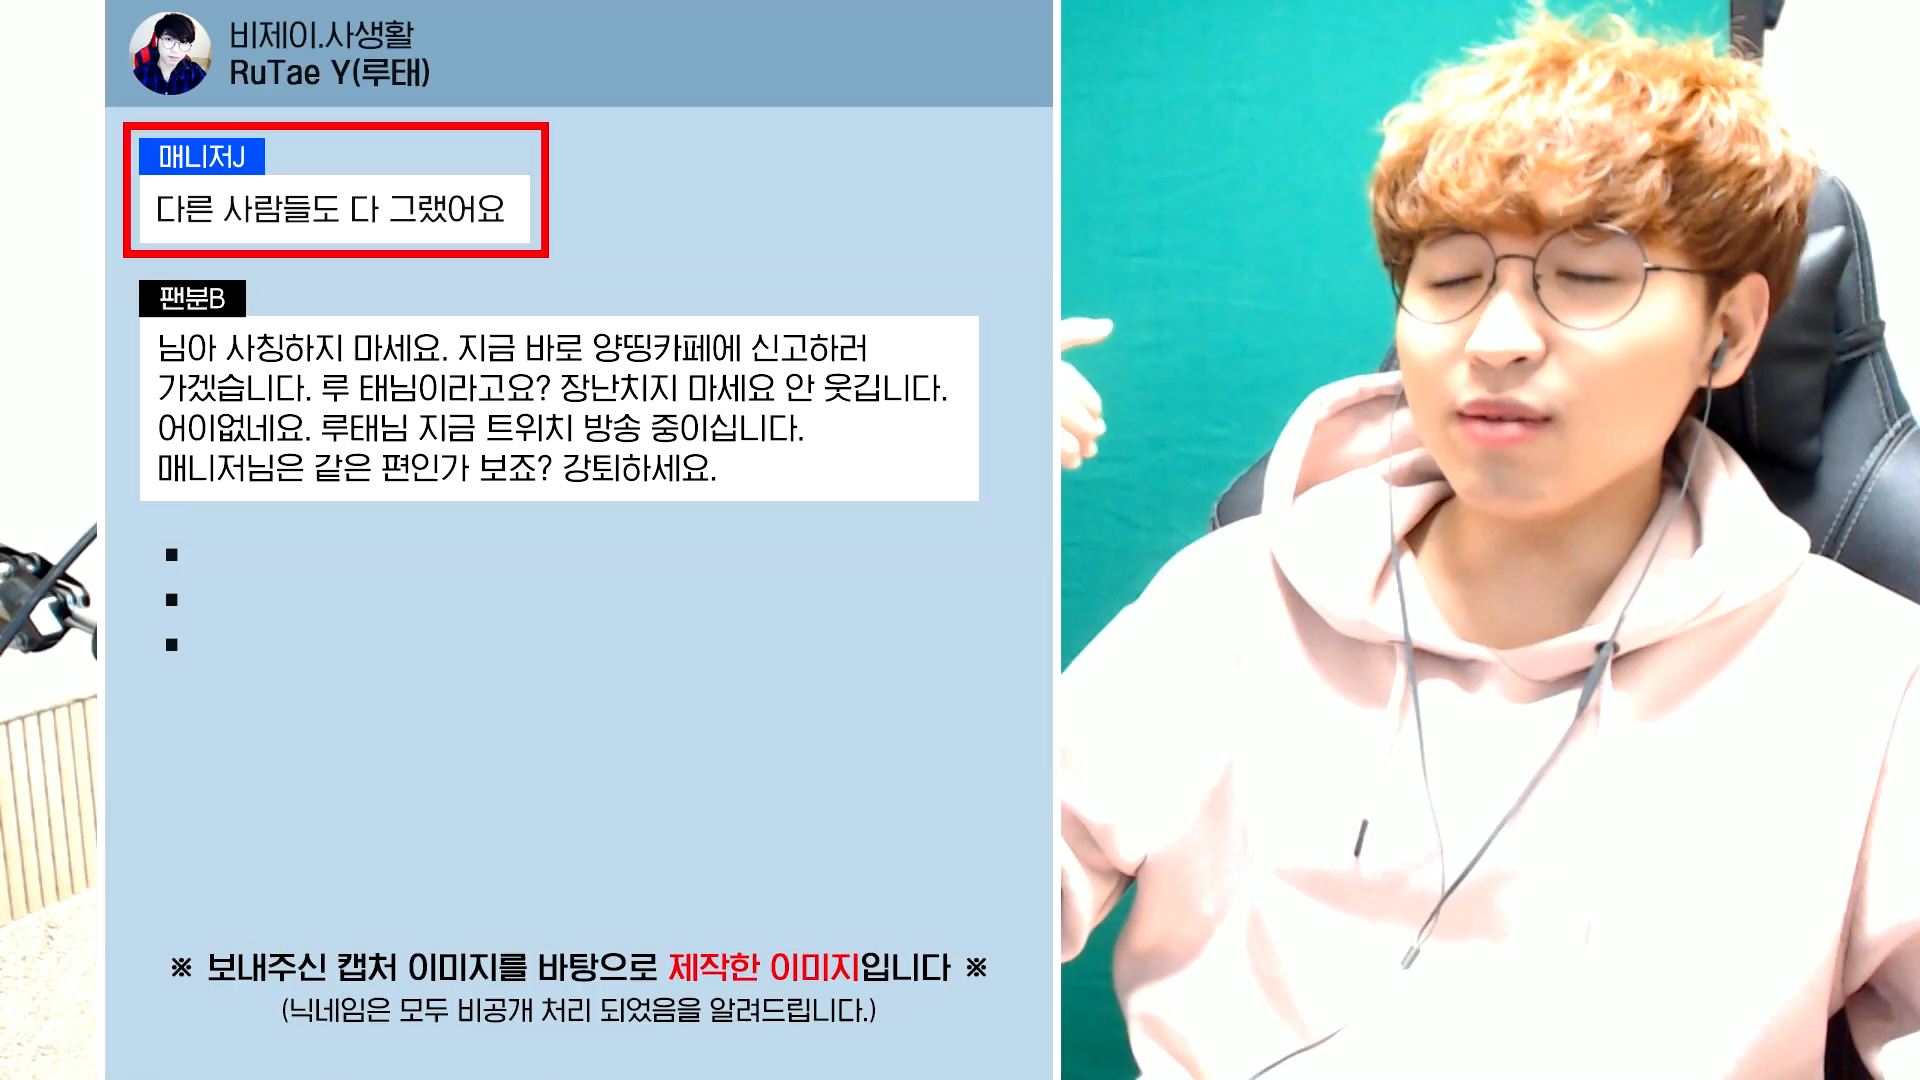 비제이.사생활
RuTae Y(루태)
매니저J
다른 사람들도 다 그랬어요
팬분B
님아 사칭하지 마세요. 지금 바로 양띵카페에 신고하러
가겠습니다. 루 태님이라고요? 장난치지 마세요 안 웃깁니다.
어이없네요. 루태님 지금 트위치 방송 중이십니다.
매니저님은 같은 편인가 보죠? 강퇴하세요.
※ 보내주신 캡처 이미지를 바탕으로 제작한 이미지입니다 ※
(닉네임은 모두 비공개 처리 되었음을 알려드립니다.)